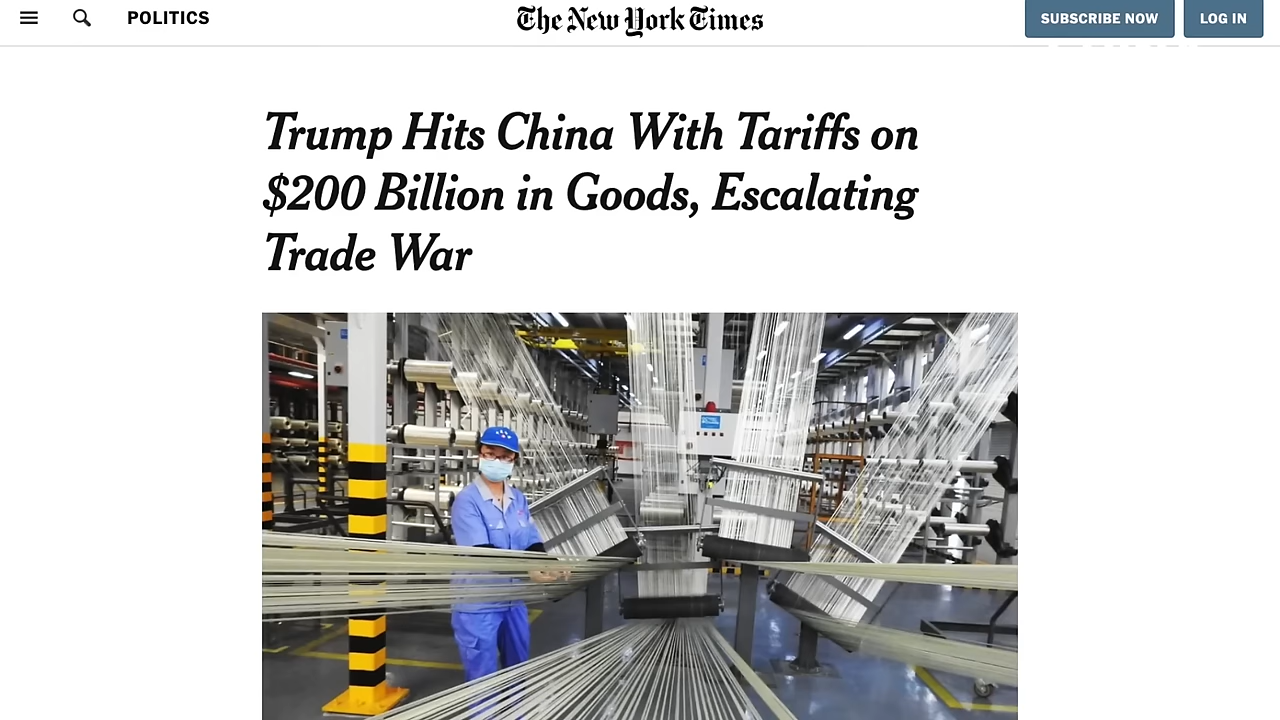 POLITICS
The New York Times
SUBSCRIBE NOW
LOG IN
Trump Hits China With Tariffs on
$200 Billion in Goods, Escalating
Trade War